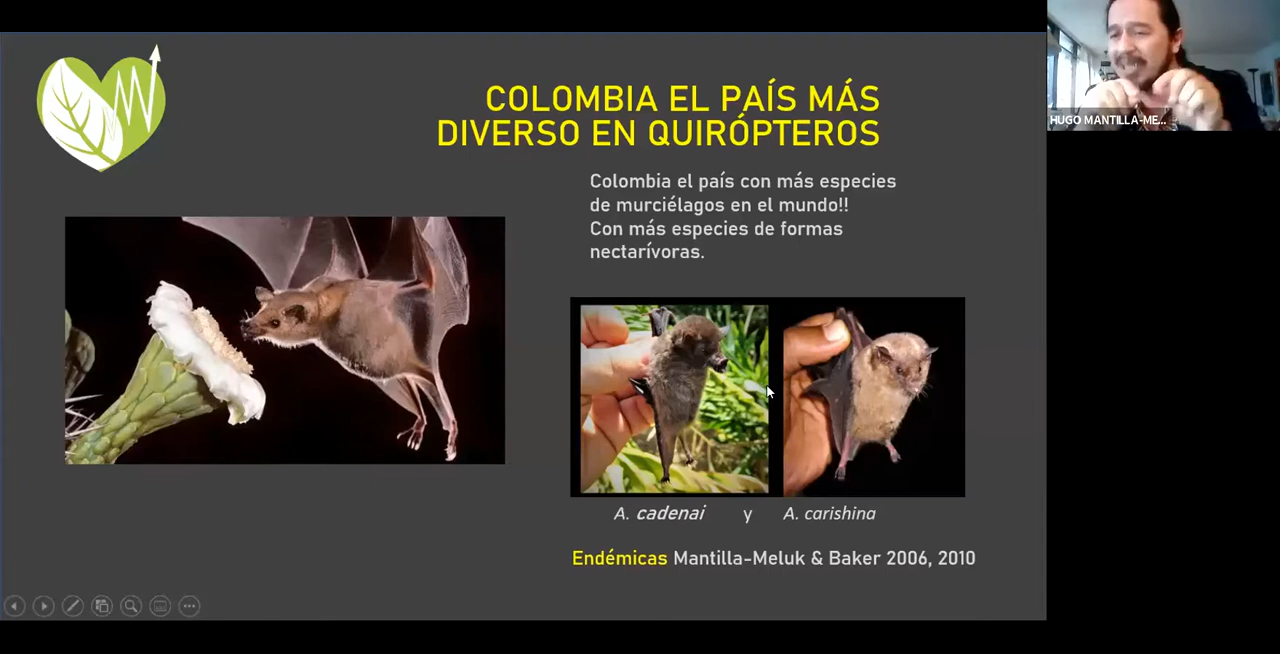 COLOMBIA EL PAÍS MÁS
DIVERSO EN QUIRÓPTEROS
Colombia el país con más especies
de murciélagos en el mundo!!
Con más especies de formas
nectarívoras.
A. cadenai y A. carishina
Endémicas Mantilla-Meluk & Baker 2006, 2010
HUGO MANTILLA-ME...